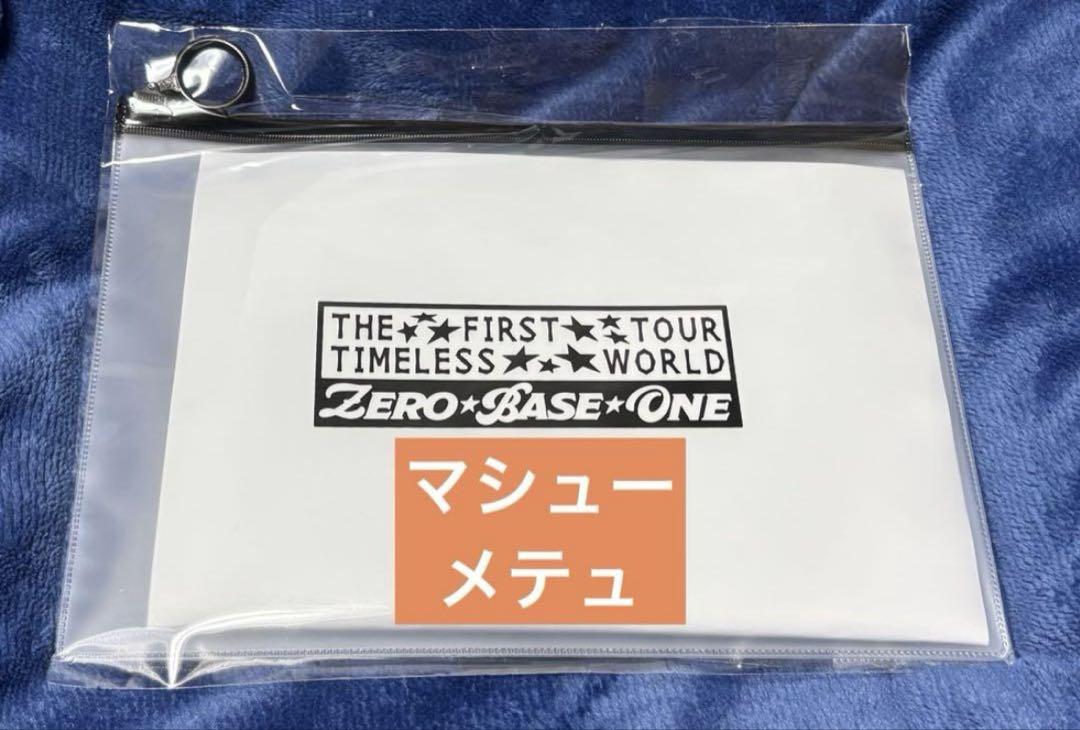 THE FIRST TOUR
TIMELESS WORLD
ZERO★BASE★ONE
マシュー
メテュ